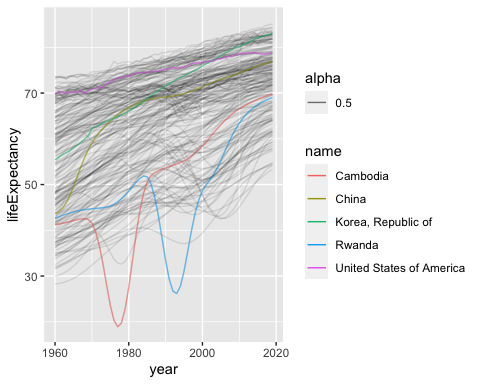 lifeExpectancy
70
50
30
1960
1980
2000
2020
year
alpha
0.5
name
Cambodia
China
Korea, Republic of
Rwanda
United States of America